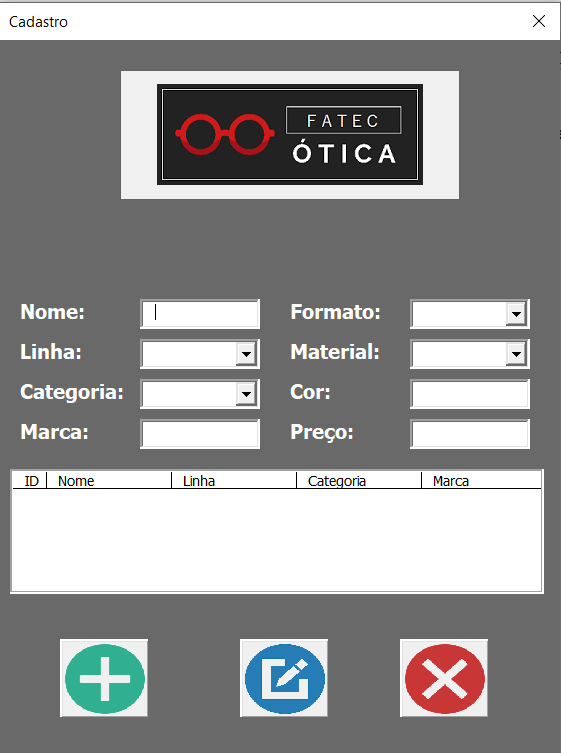 Cadastro
FATEC
ÓTICA
Nome: Formato:
Linha: Material:
Categoria: Cor:
Marca: Preço:
ID Nome Linha Categoria Marca